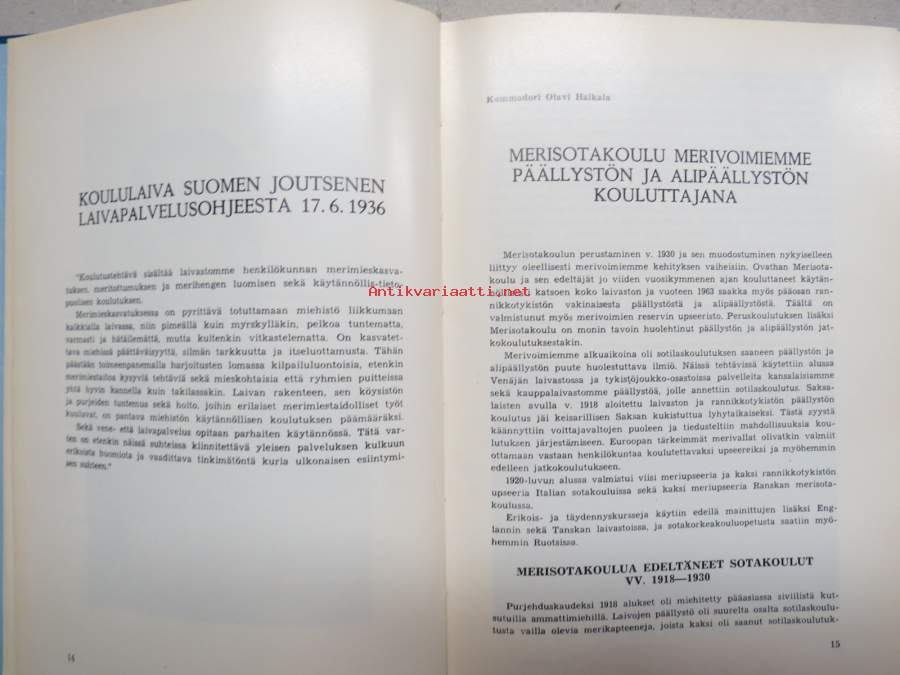 KOULULAIVA SUOMEN JOUTSENEN
LAIVAPALVELUSOHJEESTA 17. 6. 1936
"Koulutustehtävä sisältää laivastomme henkilökunnan merimieskasva-
tuksen, meritottumuksen ja merihengen luomisen sekä käytännöllis-tieto-
puolisen koulutuksen.
Merimieskasvatuksessa on pyrittävä totuttamaan miehistö liikkumaan
kaikkialla laivassa, niin pimeällä kuin myrskylläkin, pelkoa tuntematta,
varmasti ja hätäilemättä, mutta kuitenkin vitkastelematta. On kasvatet-
tava miehissä päättäväisyyttä, silmän tarkkuutta ja itseluottamusta. Tähän
päästään toimeenpanemalla harjoitusten lomassa kilpailuluontoisia, etenkin
merimiestaitoa kysyviä tehtäviä sekä mieskohtaisia että ryhmien puitteissa
yhtä hyvin kannella kuin takilassakin. Laivan rakenteen, sen köysistön
ja purjeiden tuntemus sekä hoito, joihin erilaiset merimiestaidolliset työt
kuuluvat, on pantava miehistön käytännöllisen koulutuksen päämääräksi.
Sekä vene- että laivapalvelus opitaan parhaiten käytännössä. Tätä var-
ten on etenkin näissä suhteissa kiinnitettävä yleisen palveluksen kulkuun
erikoista huomiota ja vaadittava tinkimätöntä kuria ulkonaisen esiintymi-
sen suhteen."
14
Kommodori Olavi Haikala
MERISOTAKOULU MERIVOIMIEMME
PÄÄLLYSTÖN JA ALIPÄÄLLYSTÖN
KOULUTTAJANA
Merisotakoulun perustaminen v. 1930 ja sen muodostuminen nykyiselleen
liittyy oleellisesti merivoimiemme kehityksen vaiheisiin. Ovathan Merisota-
koulu ja sen edeltäjät jo viiden vuosikymmenen ajan kouluttaneet käytän-
nöllisesti katsoen koko laivaston ja vuoteen 1963 saakka myös pääosan ran-
nikkotykistön vakinaisesta päällystöstä ja alipäällystöstä. Täältä on
valmistunut myös merivoimien reservin upseeristo. Peruskoulutuksen lisäksi
Merisotakoulu on monin tavoin huolehtinut päällystön ja alipäällystön jat-
kokoulutuksestakin.
Merivoimiemme alkuaikoina oli sotilaskoulutuksen saaneen päällystön ja
alipäällystön puute huolestuttava ilmiö. Näissä tehtävissä käytettiin alussa
Venäjän laivastossa ja tykistöjoukko-osastoissa palvelleita kansalaisiamme
sekä kauppalaivastomme päällystöä, jolle annettiin sotilaskoulutus. Saksa-
laisten avulla v. 1918 aloitettu laivaston ja rannikkotykistön päällystön
koulutus jäi keisarillisen Saksan kukistuttua lyhytaikaiseksi. Tästä syystä
käännyttiin voittajavaltojen puoleen ja tiedusteltiin mahdollisuuksia kou-
lutuksen järjestämiseen. Euroopan tärkeimmät merivallat olivatkin valmiit
ottamaan vastaan henkilökuntaa koulutettavaksi upseereiksi ja myöhemmin
edelleen jatkokoulutukseen.
1920-luvun alussa valmistui viisi meriupseeria ja kaksi rannikkotykistön
upseeria Italian sotakouluissa sekä kaksi meriupseeria Ranskan merisota-
koulussa.
Erikois- ja täydennyskursseja käytiin edellä mainittujen lisäksi Eng-
lannin sekä Tanskan laivastoissa, ja sotakorkeakouluopetusta saatiin myö-
hemmin Ruotsissa.
MERISOTAKOULUA EDELTÄNEET SOTAKOULUT
VV. 1918—1930
Purjehduskaudeksi 1918 alukset oli miehitetty pääasiassa siviilistä kut-
sutuilla ammattimiehillä. Laivojen päällystö oli suurelta osalta sotilaskoulu-
tusta vailla olevia merikapteeneja, joista kaksi oli saanut sotilaskoulutuk-
15
Antikvariaatti.net